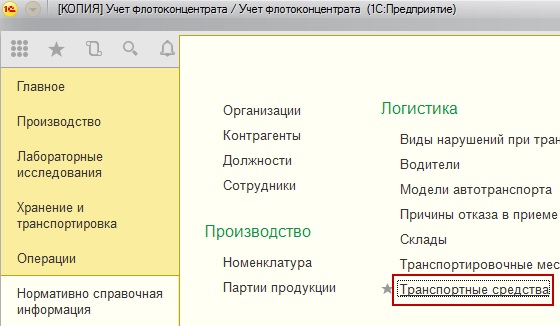 [КОПИЯ] Учет флотоконцентрата / Учет флотоконцентрата (1С:Предприятие)
Главное
Производство
Лабораторные
исследования
Хранение и
транспортировка
Операции
Нормативно справочная
информация
Организации
Контрагенты
Должности
Сотрудники
Производство
Номенклатура
Партии продукции
Логистика
Виды нарушений при тран
Водители
Модели автотранспорта
Причины отказа в приеме
Склады
Транспортировочные мес
Транспортные средства